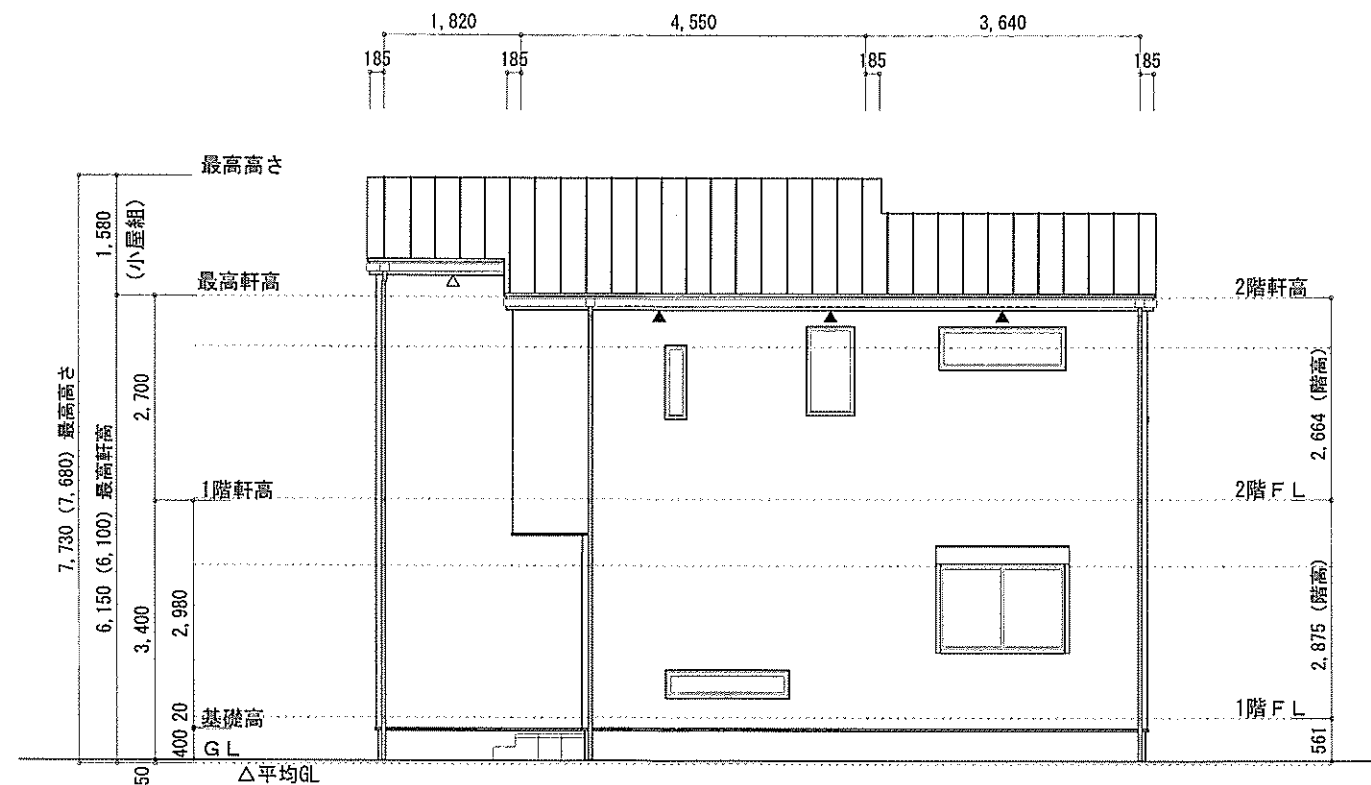 1,820
4,550
3,640
185
185
185
185
最高高さ
1,580
(小屋組)
最高軒高
2階軒高
7,730 (7,680) 最高高さ
6,150 (6,100) 最高軒高
2,700
2,664 (階高)
1階軒高
2階FL
3,400
2,980
2,875 (階高)
20
基礎高
1階FL
400
GL
561
50
△平均GL